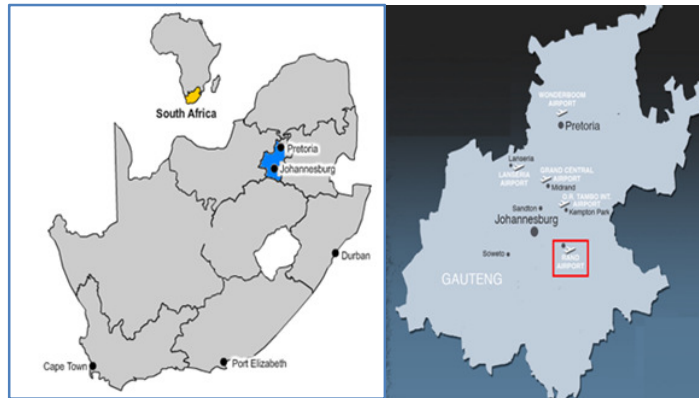 South Africa
Pretoria
Johannesburg
Durban
Port Elizabeth
Cape Town
WONDERBOOM
AIRPORT
Pretoria
Lanseria
LANSERIA
AIRPORT
GRAND CENTRAL
AIRPORT
Midrand
O.R. TAMBO INT.
AIRPORT
Kempton Park
Sandton
Johannesburg
Soweto
RAND
AIRPORT
GAUTENG